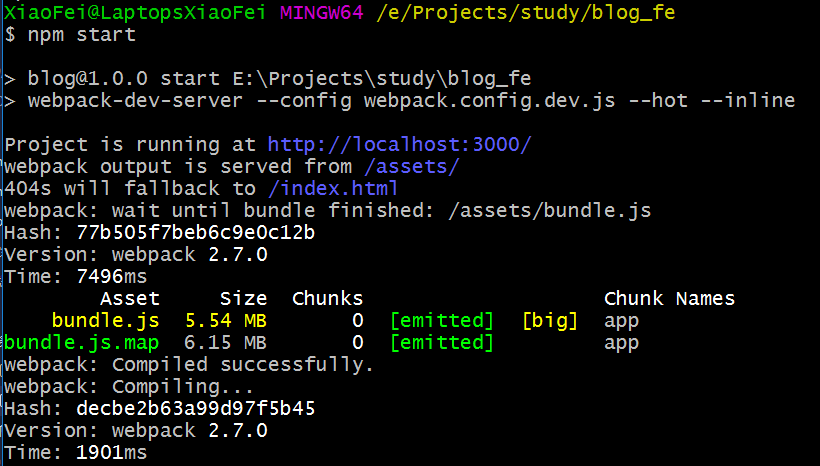 XiaoFei@LaptopsXiaoFei MINGW64 /e/Projects/study/blog_fe
$ npm start
> blog@1.0.0 start E:\Projects\study\blog_fe
> webpack-dev-server --config webpack.config.dev.js --hot --inline
Project is running at http://localhost:3000/
webpack output is served from /assets/
404s will fallback to /index.html
webpack: wait until bundle finished: /assets/bundle.js
Hash: 77b505f7beb6c9e0c12b
Version: webpack 2.7.0
Time: 7496ms
Asset Size Chunks Chunk Names
bundle.js 5.54 MB 0 [emitted] [big] app
bundle.js.map 6.15 MB 0 [emitted] app
webpack: Compiled successfully.
webpack: Compiling...
Hash: decbe2b63a99d97f5b45
Version: webpack 2.7.0
Time: 1901ms